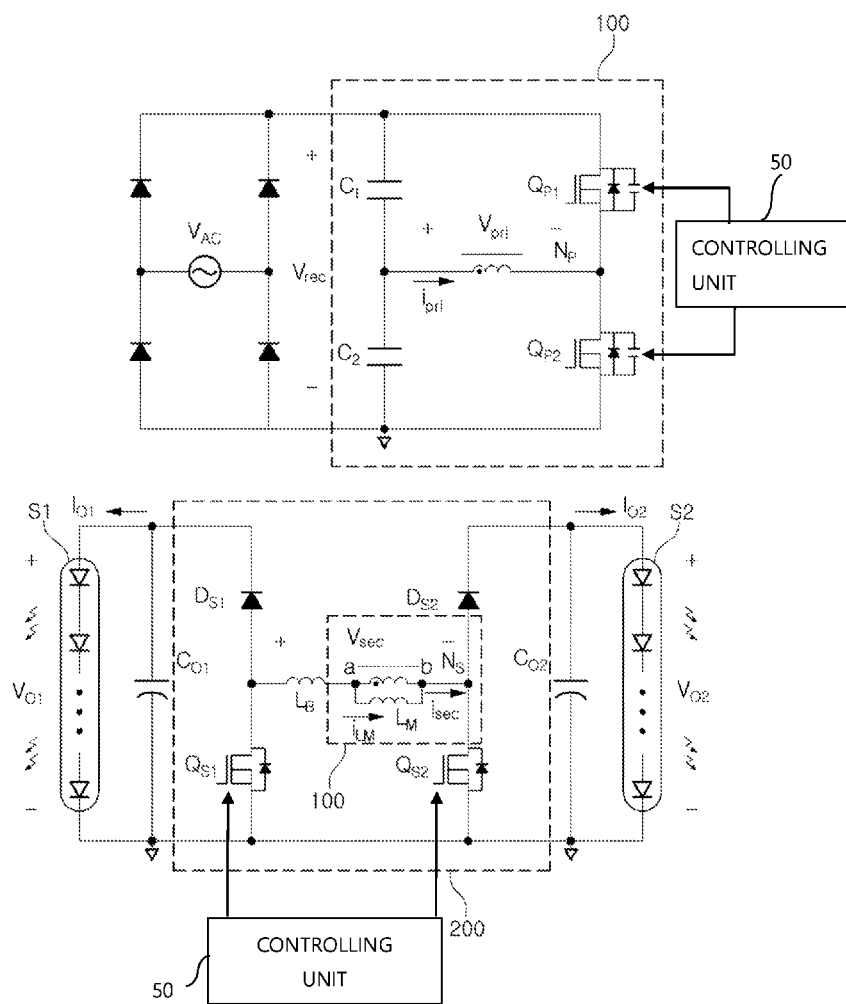 100
50
Q_P1
C_1
V_AC
V_rec
+
+
V_pri
−
N_P
i_pri
CONTROLLING
UNIT
C_2
Q_P2
−
S1
I_O1
I_O2
S2
+
+
D_S1
D_S2
+
V_sec
−
N_S
a
b
C_O1
C_O2
V_O1
V_O2
L_B
i_sec
i_LM
L_M
Q_S1
Q_S2
100
−
−
200
CONTROLLING
UNIT
50